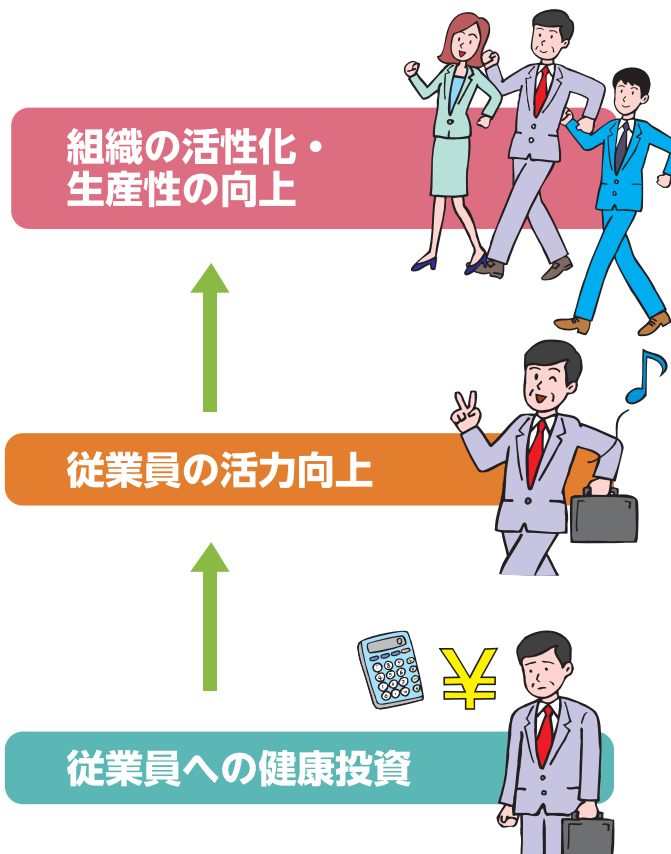 組織の活性化・
生産性の向上
従業員の活力向上
¥
従業員への健康投資